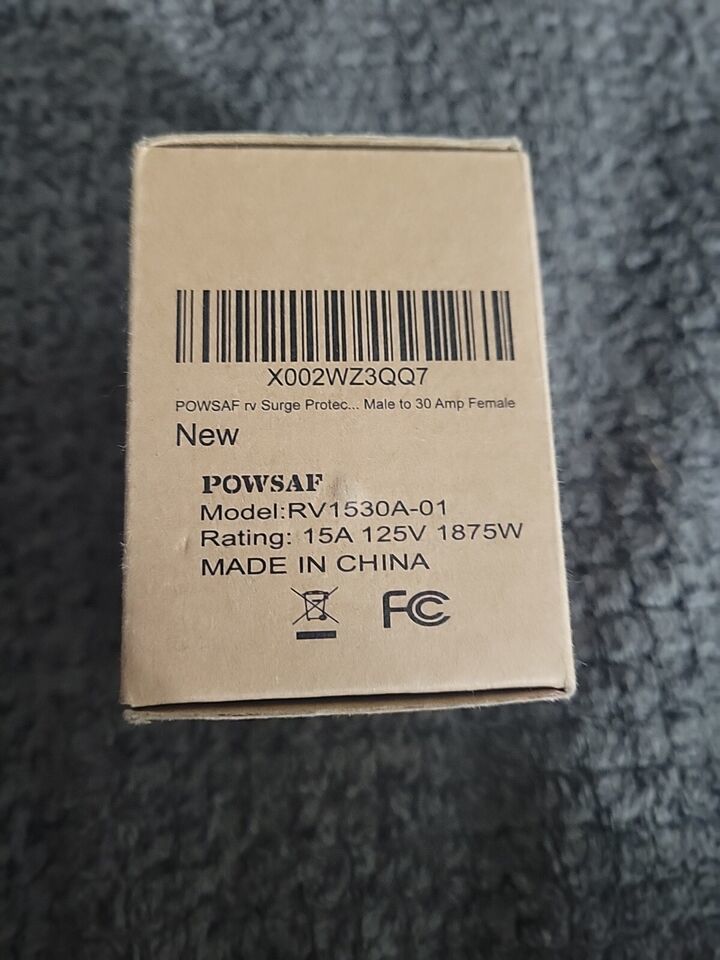 X002WZ3QQ7
POWSAF rv Surge Protec... Male to 30 Amp Female
New
POWSAF
Model:RV1530A-01
Rating: 15A 125V 1875W
MADE IN CHINA
FC